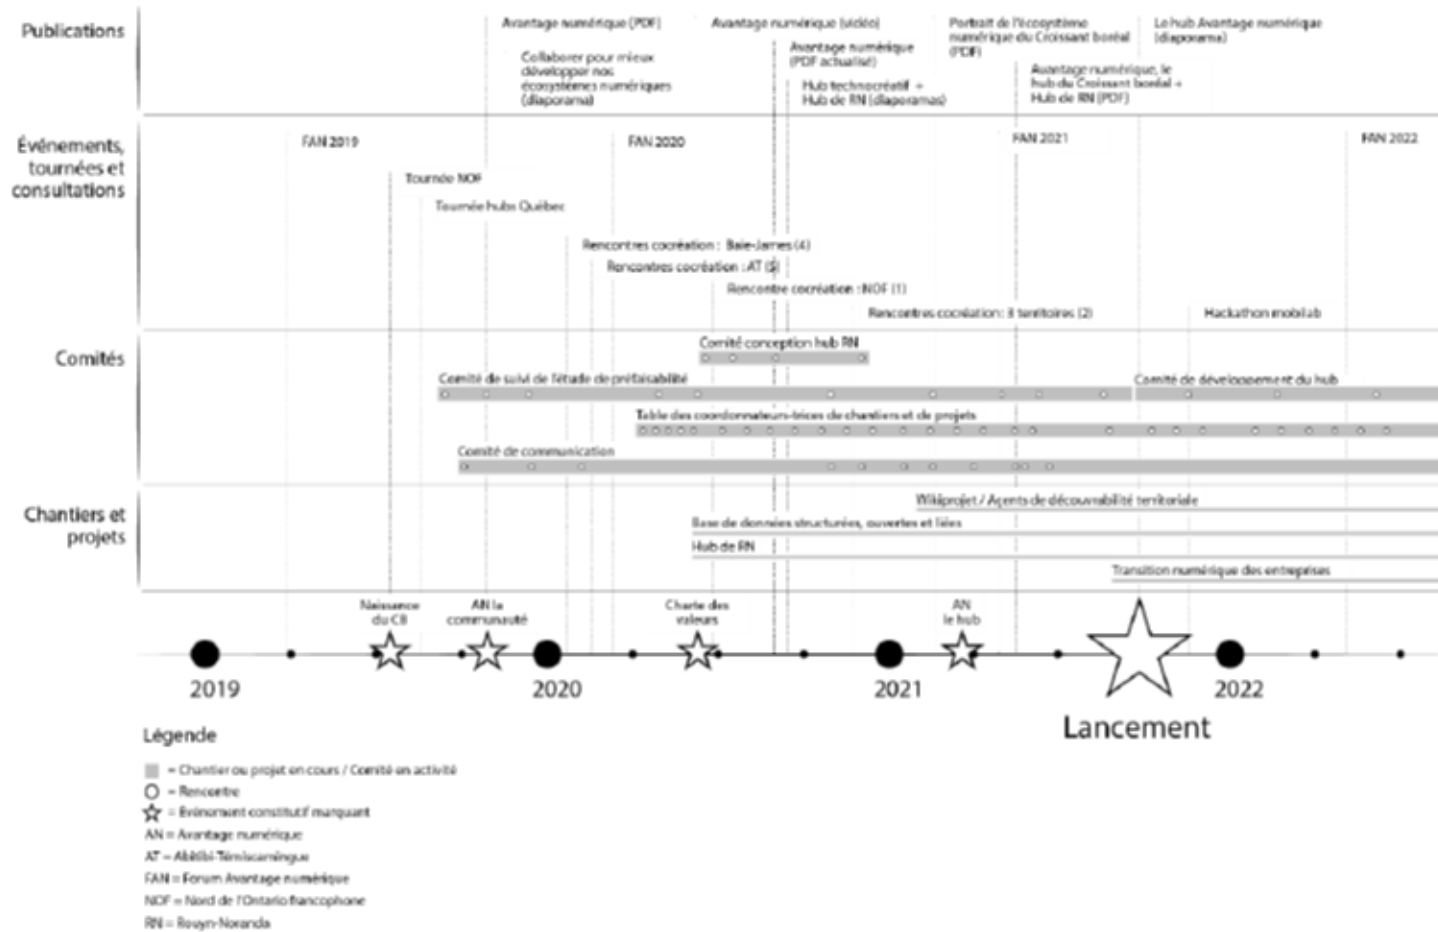 Publications
Avantage numérique (PDF)
Collaborer pour mieux
développer nos
écosystèmes numériques
(diaporama)
Avantage numérique (vidéo)
Avantage numérique
(PDF actualisé)
Hub technocréatif +
Hub de RN (diaporamas)
Portrait de l'écosystème
numérique du Croissant boréal
(PDF)
Avantage numérique, le
hub du Croissant boréal +
Hub de RN (PDF)
Le hub Avantage numérique
(diaporama)
Événements,
tournées et
consultations
FAN 2019
FAN 2020
FAN 2021
FAN 2022
Tournée NOF
Tournée hubs Québec
Rencontres cocréation : Baie-James (4)
Rencontres cocréation : AT (5)
Rencontre cocréation : NOF (1)
Rencontres cocréation : 3 territoires (2)
Hackathon mobilab
Comités
Comité conception hub RN
Comité de suivi de l'étude de préfaisabilité
Comité de développement du hub
Table des coordonnateurs-trices de chantiers et de projets
Comité de communication
Chantiers et
projets
Wikiprojet / Agents de découvrabilité territoriale
Base de données structurées, ouvertes et liées
Hub de RN
Transition numérique des entreprises
Naissance
du CB
AN la
communauté
Charte des
valeurs
AN
le hub
2019
2020
2021
2022
Lancement
Légende
= Chantier ou projet en cours / Comité en activité
= Rencontre
= Événement constitutif marquant
AN = Avantage numérique
AT = Abitibi-Témiscamingue
FAN = Forum Avantage numérique
NOF = Nord de l'Ontario francophone
RN = Rouyn-Noranda